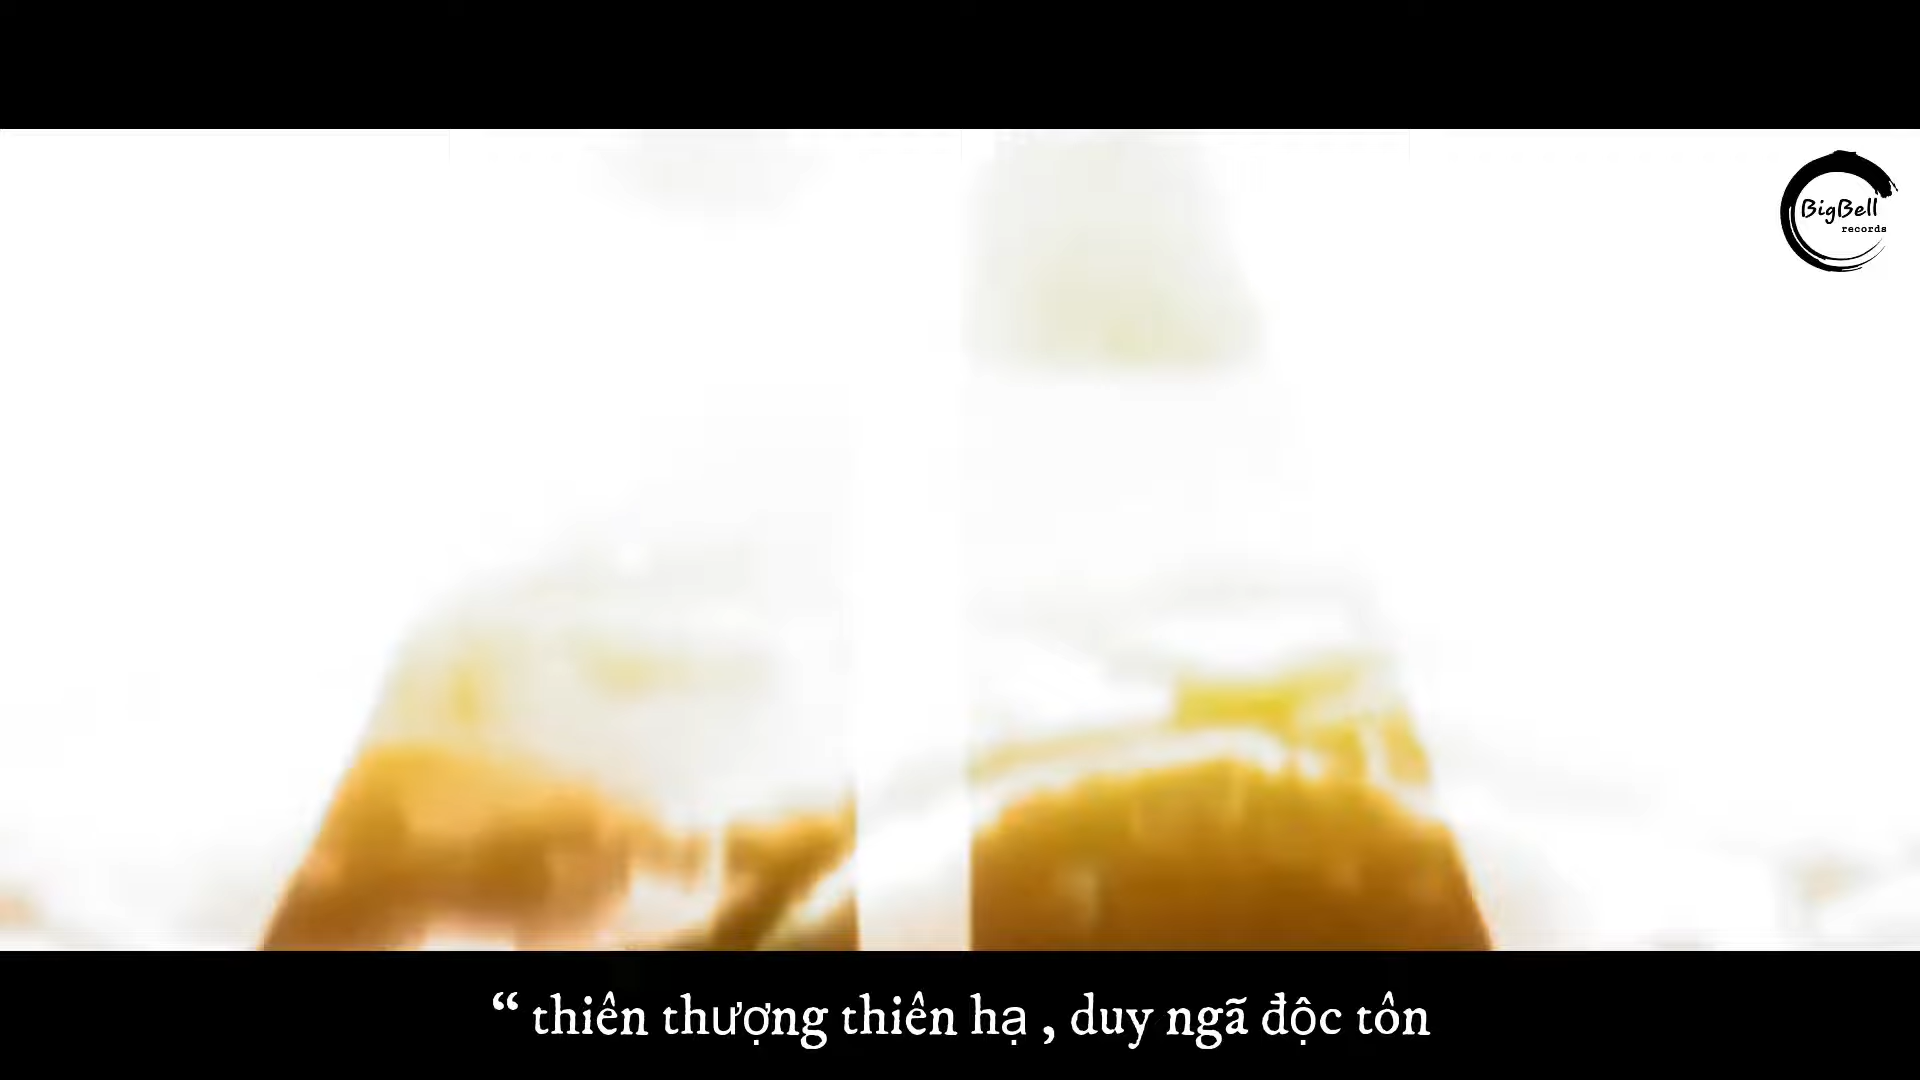 BigBell
records
“ thiên thượng thiên hạ , duy ngã độc tôn